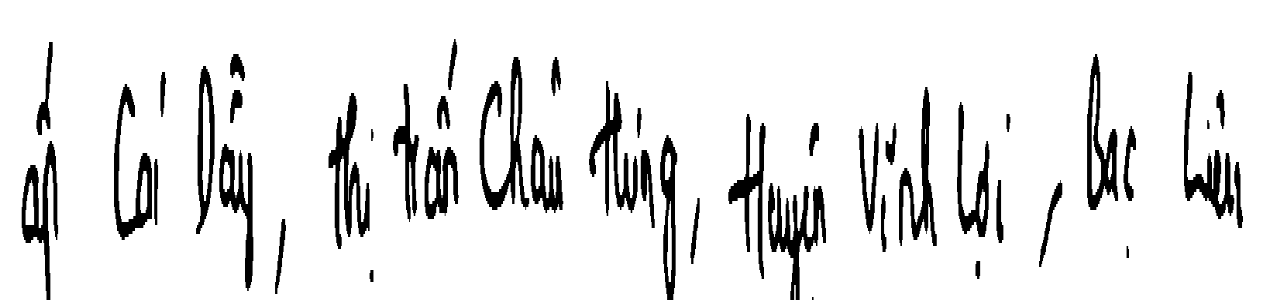 ấp Cái Dầy, thị trấn Châu Hưng, Huyện Vĩnh Lợi, Bạc Liêu